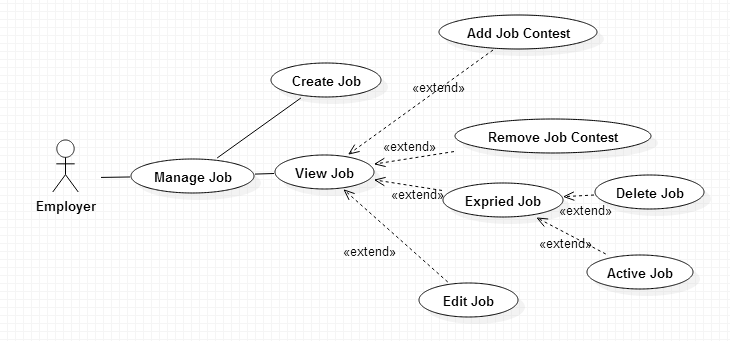 Add Job Contest
Create Job
«extend»
Remove Job Contest
«extend»
Manage Job
View Job
Employer
Expried Job
«extend»
Delete Job
«extend»
«extend»
«extend»
Active Job
Edit Job